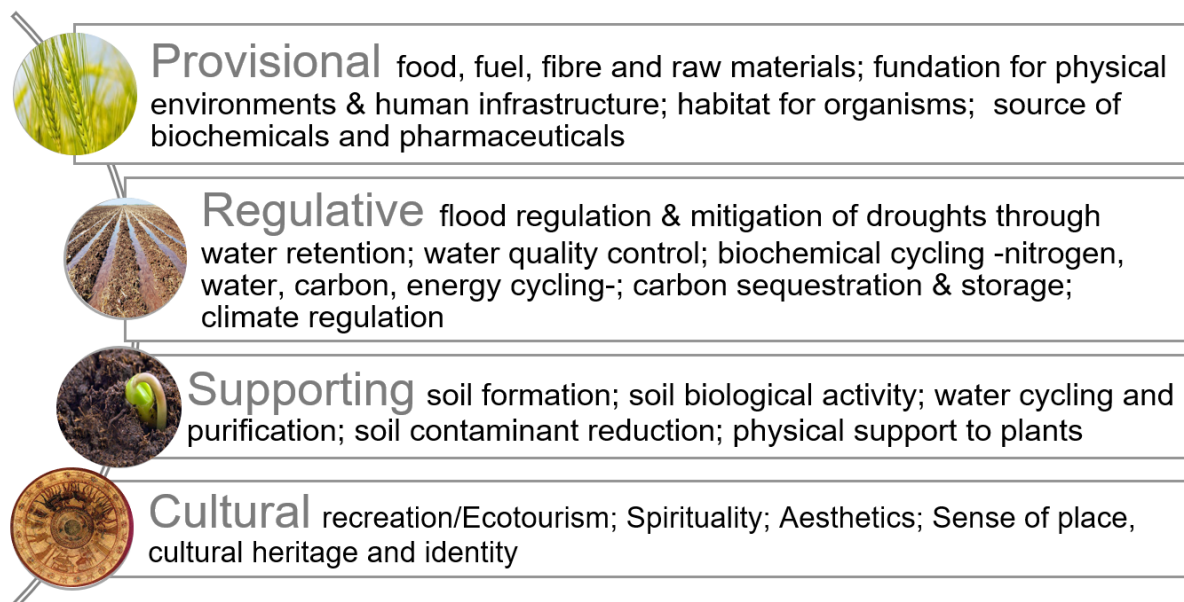 Provisional food, fuel, fibre and raw materials; fundation for physical
environments & human infrastructure; habitat for organisms;  source of
biochemicals and pharmaceuticals
Regulative flood regulation & mitigation of droughts through
water retention; water quality control; biochemical cycling -nitrogen,
water, carbon, energy cycling-; carbon sequestration & storage;
climate regulation
Supporting soil formation; soil biological activity; water cycling and
purification; soil contaminant reduction; physical support to plants
Cultural recreation/Ecotourism; Spirituality; Aesthetics; Sense of place,
cultural heritage and identity